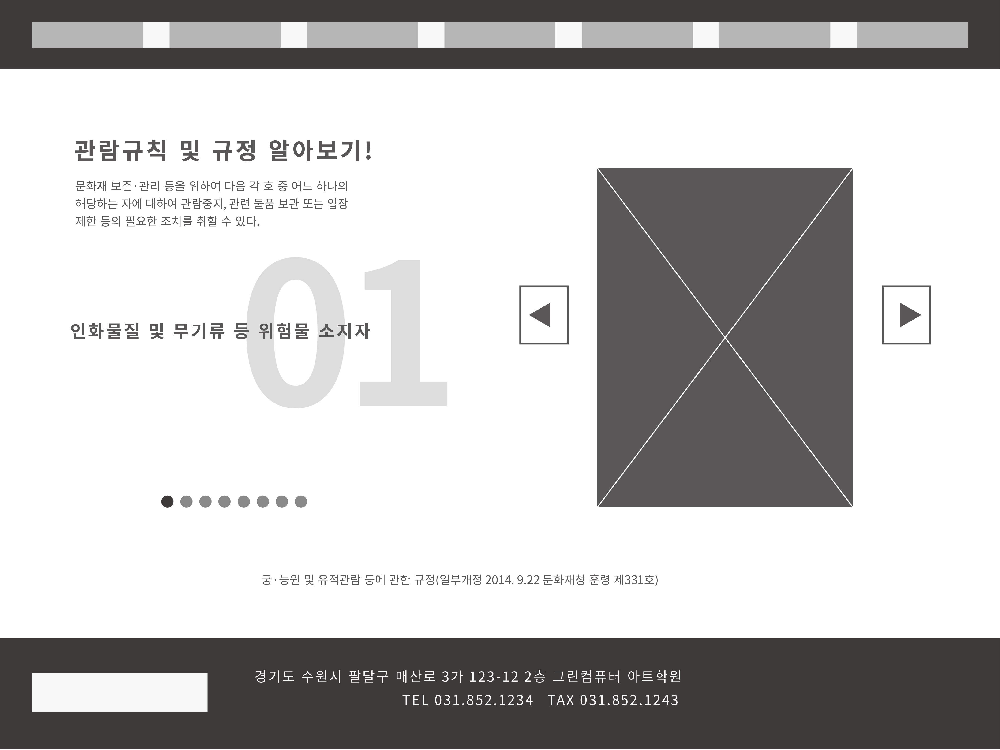 관람규칙 및 규정 알아보기!
문화재 보존·관리 등을 위하여 다음 각 호 중 어느 하나의
해당하는 자에 대하여 관람중지, 관련 물품 보관 또는 입장
제한 등의 필요한 조치를 취할 수 있다.
01
인화물질 및 무기류 등 위험물 소지자
궁·능원 및 유적관람 등에 관한 규정(일부개정 2014. 9.22 문화재청 훈령 제331호)
경기도 수원시 팔달구 매산로 3가 123-12 2층 그린컴퓨터 아트학원
TEL 031.852.1234 TAX 031.852.1243